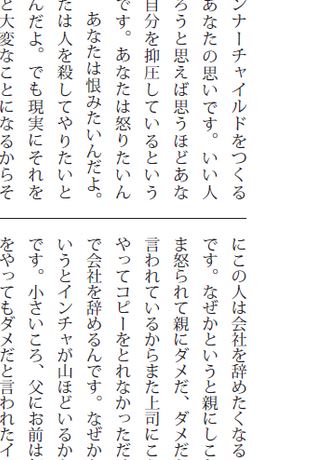 ンナーチャイルドをつくる
あなたの思いです。いい人
ろうと思えば思うほどあな
自分を抑圧しているという
です。あなたは怒りたいん
あなたは恨みたいんだよ。
たは人を殺してやりたいと
んだよ。でも現実にそれを
と大変なことになるからそ
にこの人は会社を辞めたくなる
です。なぜかというと親にしこ
ま怒られて親にダメだ、ダメだ
言われているからまた上司にこ
やってコピーをとれなかっただ
で会社を辞めるんです。なぜか
いうとインチャが山ほどいるか
です。小さいころ、父にお前は
をやってもダメだと言われたイ